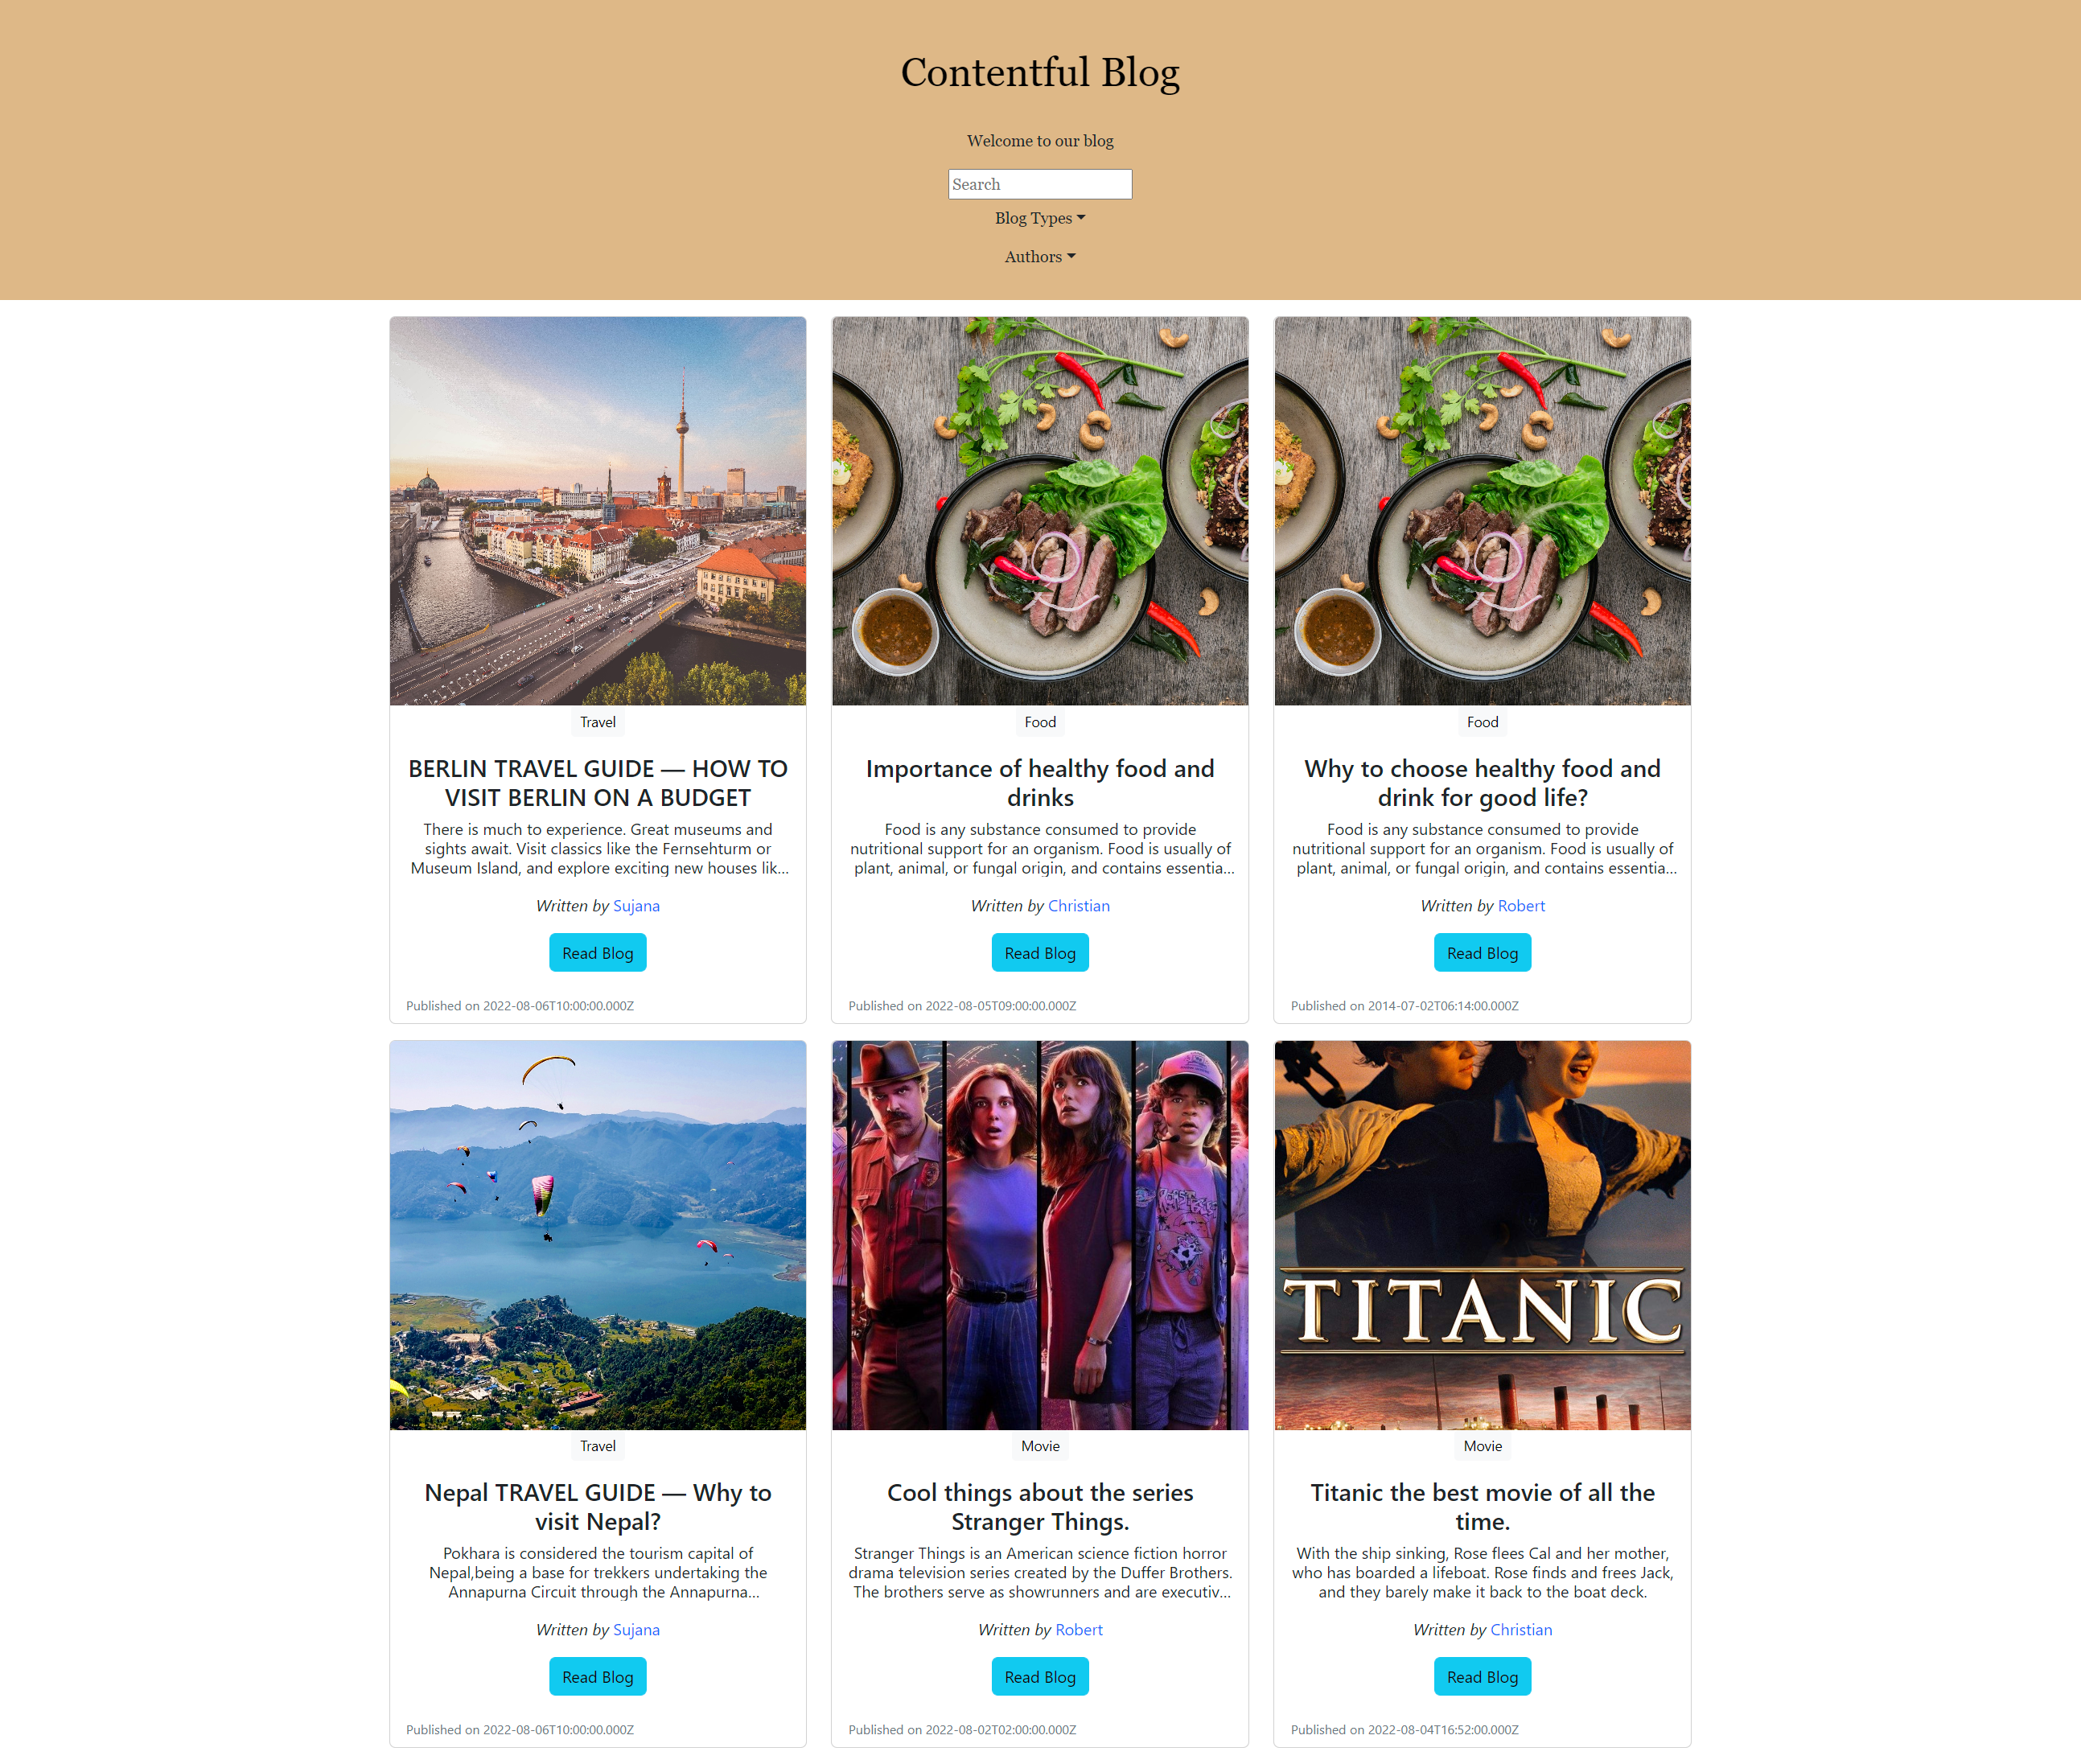 Contentful Blog
Welcome to our blog
Search
Blog Types
Authors
Travel
BERLIN TRAVEL GUIDE — HOW TO
VISIT BERLIN ON A BUDGET
There is much to experience. Great museums and
sights await. Visit classics like the Fernsehturm or
Museum Island, and explore exciting new houses lik...
Written by Sujana
Read Blog
Published on 2022-08-06T10:00:00.000Z
Food
Importance of healthy food and
drinks
Food is any substance consumed to provide
nutritional support for an organism. Food is usually of
plant, animal, or fungal origin, and contains essentia...
Written by Christian
Read Blog
Published on 2022-08-05T09:00:00.000Z
Food
Why to choose healthy food and
drink for good life?
Food is any substance consumed to provide
nutritional support for an organism. Food is usually of
plant, animal, or fungal origin, and contains essentia...
Written by Robert
Read Blog
Published on 2014-07-02T06:14:00.000Z
Travel
Nepal TRAVEL GUIDE — Why to
visit Nepal?
Pokhara is considered the tourism capital of
Nepal,being a base for trekkers undertaking the
Annapurna Circuit through the Annapurna...
Written by Sujana
Read Blog
Published on 2022-08-06T10:00:00.000Z
Movie
Cool things about the series
Stranger Things.
Stranger Things is an American science fiction horror
drama television series created by the Duffer Brothers.
The brothers serve as showrunners and are executiv...
Written by Robert
Read Blog
Published on 2022-08-02T02:00:00.000Z
TITANIC
Movie
Titanic the best movie of all the
time.
With the ship sinking, Rose flees Cal and her mother,
who has boarded a lifeboat. Rose finds and frees Jack,
and they barely make it back to the boat deck.
Written by Christian
Read Blog
Published on 2022-08-04T16:52:00.000Z